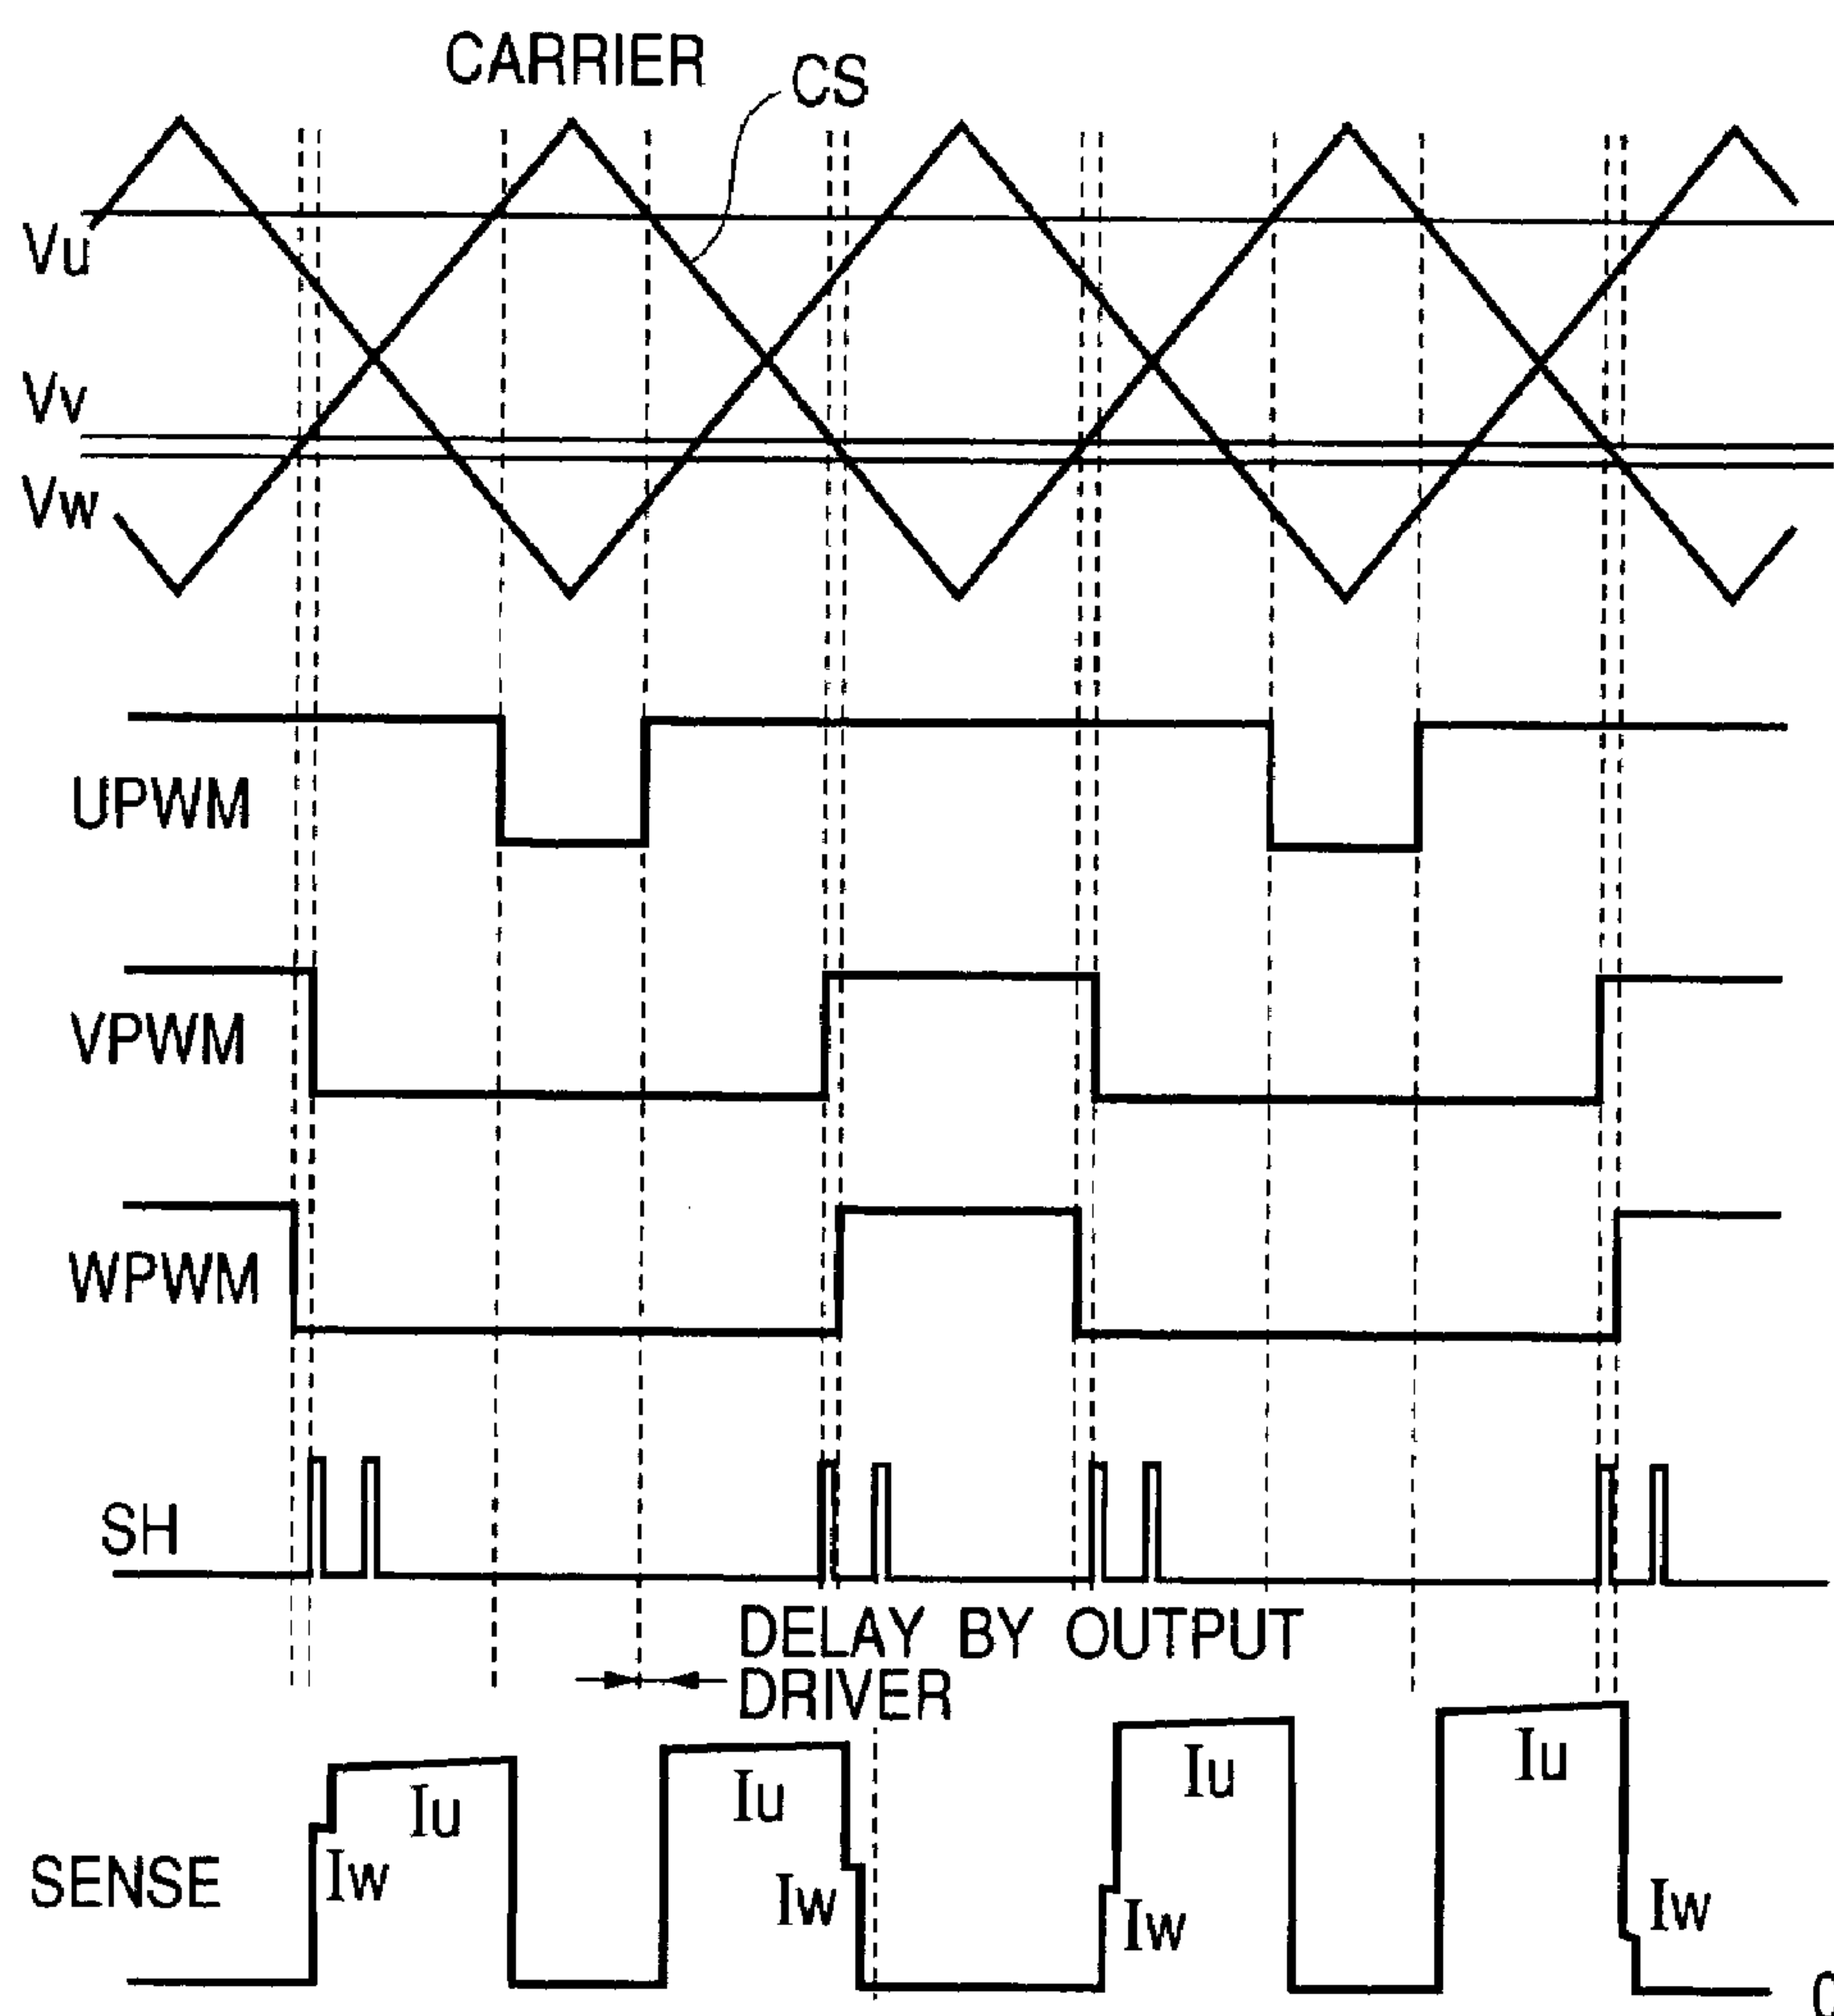 CARRIER
CS
Vu
Vv
Vw
UPWM
VPWM
WPWM
SH
DELAY BY OUTPUT
DRIVER
Iu
Iu
Iu
Iu
SENSE
Iw
Iw
Iw
Iw